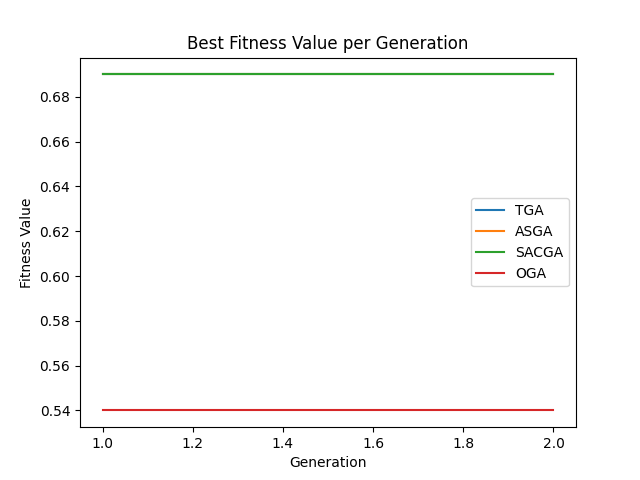 Best Fitness Value per Generation
Fitness Value
0.68
0.66
0.64
0.62
0.60
0.58
0.56
0.54
TGA
ASGA
SACGA
OGA
1.0 1.2 1.4 1.6 1.8 2.0
Generation